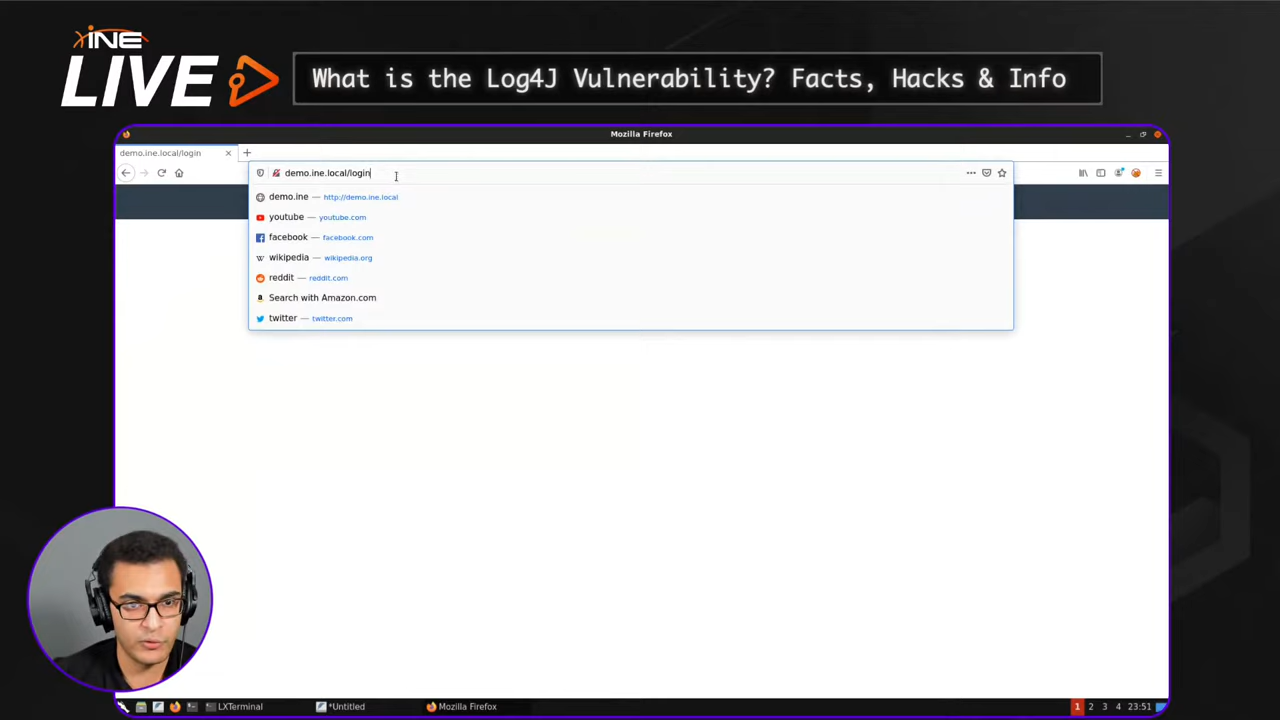 INE
LIVE
What is the Log4J Vulnerability? Facts, Hacks & Info
Mozilla Firefox
demo.ine.local/login
demo.ine.local/login
demo.ine — http://demo.ine.local
youtube — youtube.com
facebook — facebook.com
wikipedia — wikipedia.org
reddit — reddit.com
Search with Amazon.com
twitter — twitter.com
LXTerminal
*Untitled
Mozilla Firefox
1 2 3 4 23:51